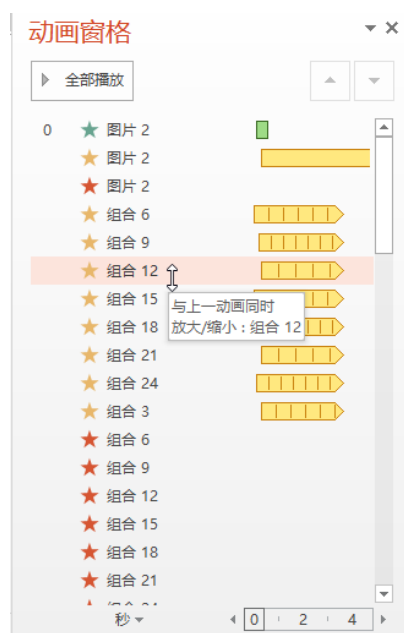 动画窗格
全部播放
0 图片 2
图片 2
图片 2
组合 6
组合 9
组合 12
组合 15
与上一动画同时
组合 18
放大/缩小：组合 12
组合 21
组合 24
组合 3
组合 6
组合 9
组合 12
组合 15
组合 18
组合 21
秒 0 2 4